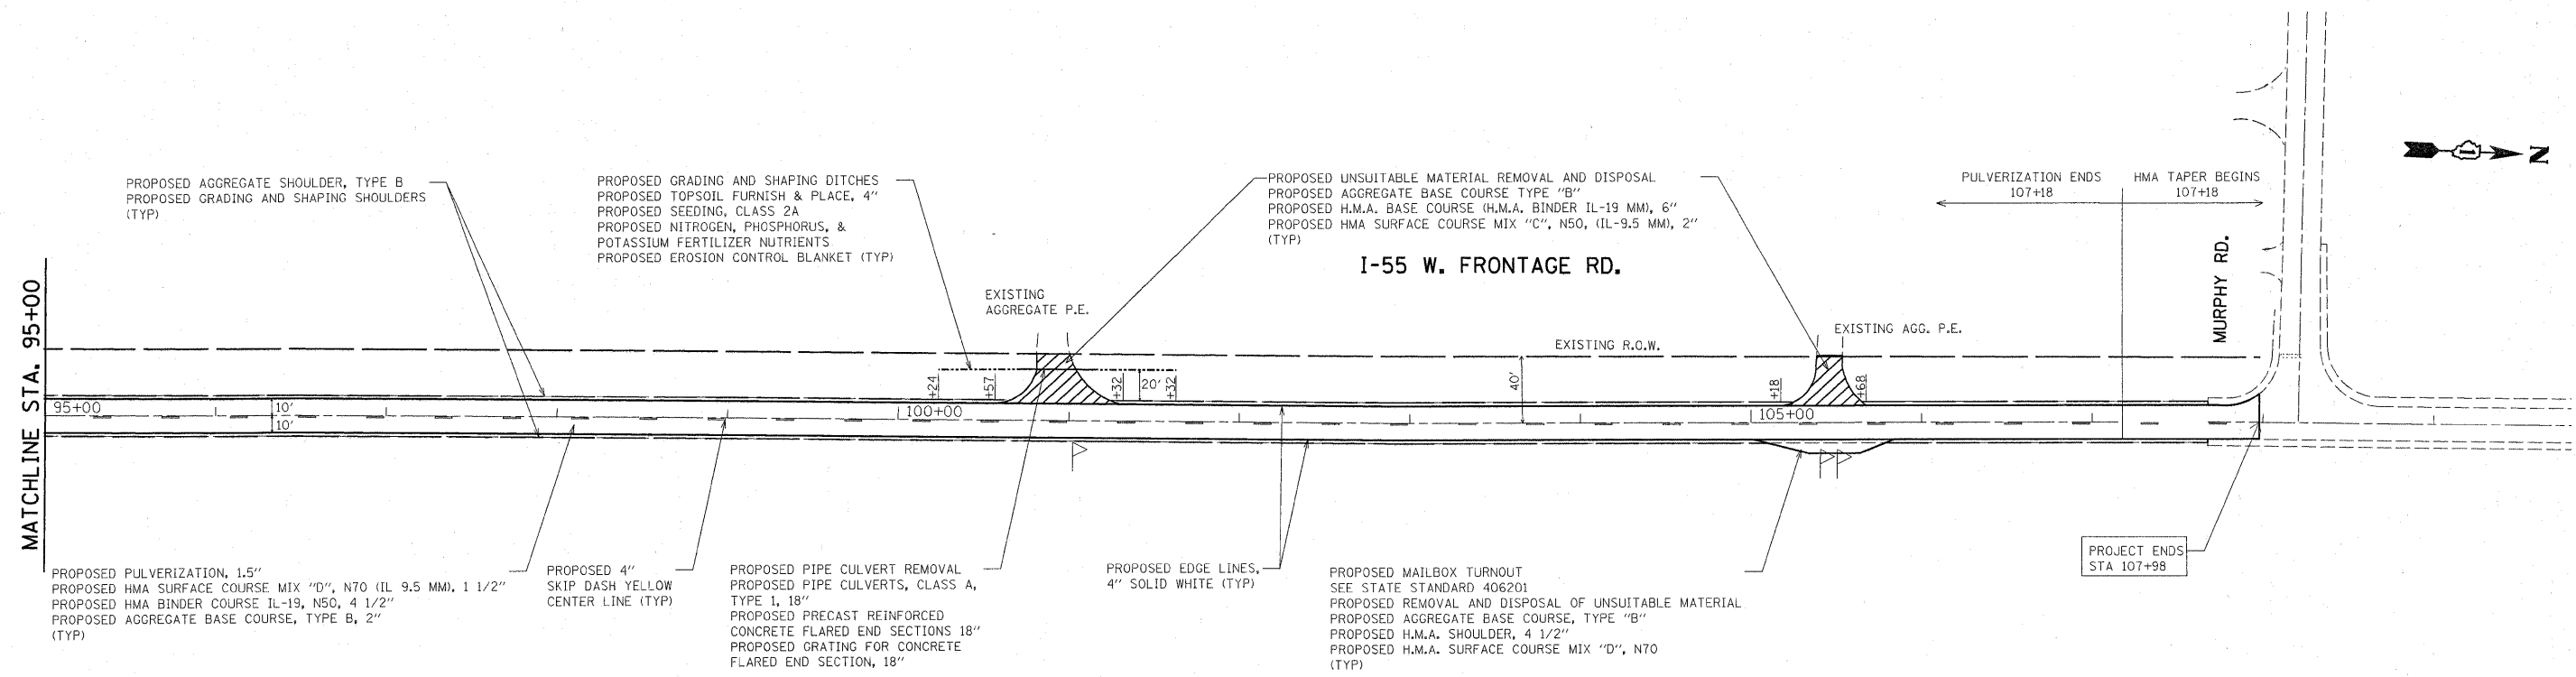 PROPOSED AGGREGATE SHOULDER, TYPE B
PROPOSED GRADING AND SHAPING SHOULDERS
(TYP)
PROPOSED GRADING AND SHAPING DITCHES
PROPOSED TOPSOIL FURNISH & PLACE, 4"
PROPOSED SEEDING, CLASS 2A
PROPOSED NITROGEN, PHOSPHORUS, &
POTASSIUM FERTILIZER NUTRIENTS
PROPOSED EROSION CONTROL BLANKET (TYP)
PROPOSED UNSUITABLE MATERIAL REMOVAL AND DISPOSAL
PROPOSED AGGREGATE BASE COURSE TYPE "B"
PROPOSED H.M.A. BASE COURSE (H.M.A. BINDER IL-19 MM), 6"
PROPOSED HMA SURFACE COURSE MIX "C", N50, (IL-9.5 MM), 2"
(TYP)
I-55 W. FRONTAGE RD.
PULVERIZATION ENDS
107+18
HMA TAPER BEGINS
107+18
N
MURPHY RD.
MATCHLINE STA. 95+00
EXISTING
AGGREGATE P.E.
EXISTING R.O.W.
EXISTING AGG. P.E.
+24
+57
+32
20'
+32
40'
+18
+68
95+00
10'
10'
100+00
105+00
PROPOSED PULVERIZATION, 1.5"
PROPOSED HMA SURFACE COURSE MIX "D", N70 (IL 9.5 MM), 1 1/2"
PROPOSED HMA BINDER COURSE IL-19, N50, 4 1/2"
PROPOSED AGGREGATE BASE COURSE, TYPE B, 2"
(TYP)
PROPOSED 4"
SKIP DASH YELLOW
CENTER LINE (TYP)
PROPOSED PIPE CULVERT REMOVAL
PROPOSED PIPE CULVERTS, CLASS A,
TYPE 1, 18"
PROPOSED PRECAST REINFORCED
CONCRETE FLARED END SECTIONS 18"
PROPOSED GRATING FOR CONCRETE
FLARED END SECTION, 18"
PROPOSED EDGE LINES,
4" SOLID WHITE (TYP)
PROPOSED MAILBOX TURNOUT
SEE STATE STANDARD 406201
PROPOSED REMOVAL AND DISPOSAL OF UNSUITABLE MATERIAL
PROPOSED AGGREGATE BASE COURSE, TYPE "B"
PROPOSED H.M.A. SHOULDER, 4 1/2"
PROPOSED H.M.A. SURFACE COURSE MIX "D", N70
(TYP)
PROJECT ENDS
STA 107+98